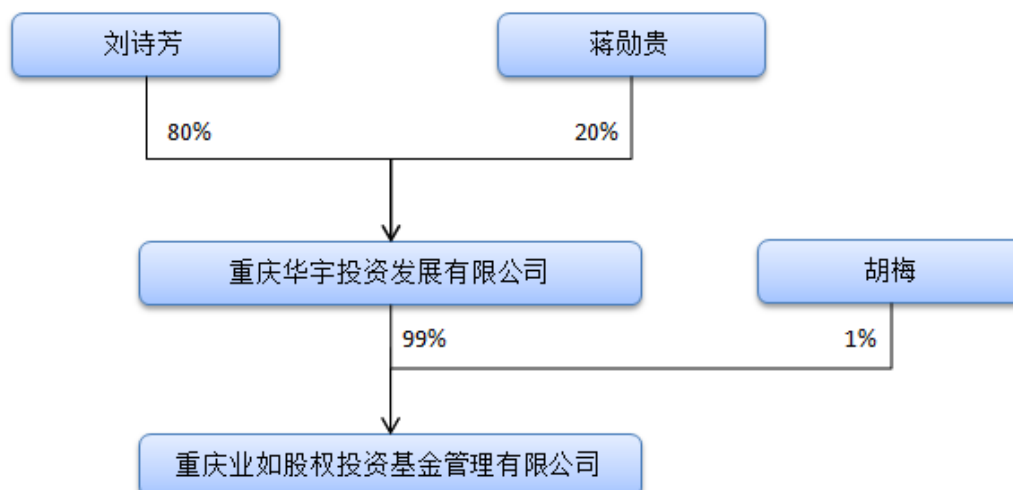 刘诗芳
蒋勋贵
80%
20%
重庆华宇投资发展有限公司
胡梅
99%
1%
重庆业如股权投资基金管理有限公司